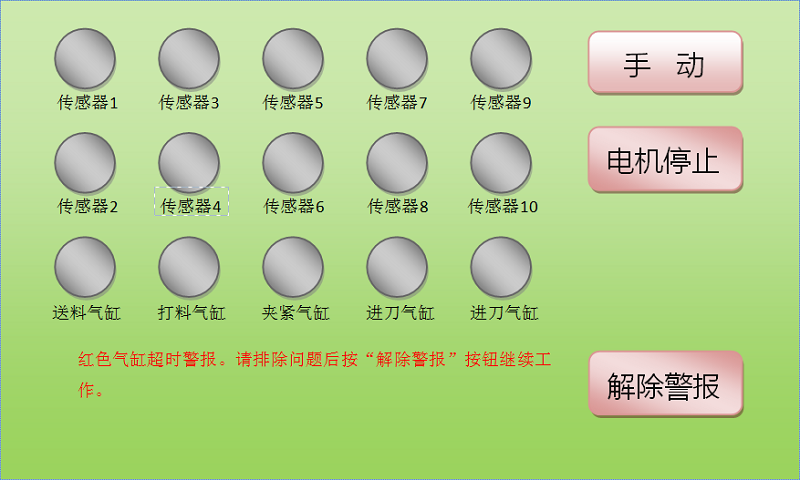 传感器1 传感器3 传感器5 传感器7 传感器9 手 动
传感器2 传感器4 传感器6 传感器8 传感器10 电机停止
送料气缸 打料气缸 夹紧气缸 进刀气缸 进刀气缸
红色气缸超时警报。请排除问题后按“解除警报”按钮继续工
作。
解除警报